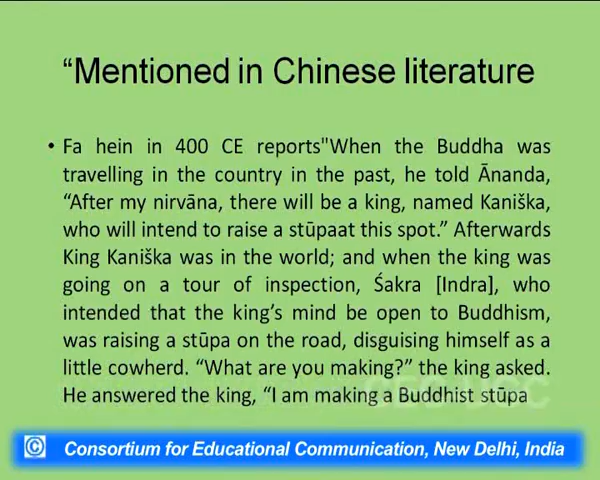 “Mentioned in Chinese literature
• Fa hein in 400 CE reports"When the Buddha was
travelling in the country in the past, he told Ānanda,
“After my nirvāna, there will be a king, named Kaniška,
who will intend to raise a stūpaat this spot.” Afterwards
King Kaniška was in the world; and when the king was
going on a tour of inspection, Śakra [Indra], who
intended that the king’s mind be open to Buddhism,
was raising a stūpa on the road, disguising himself as a
little cowherd. “What are you making?” the king asked.
He answered the king, “I am making a Buddhist stūpa
CEC-UGC
© Consortium for Educational Communication, New Delhi, India